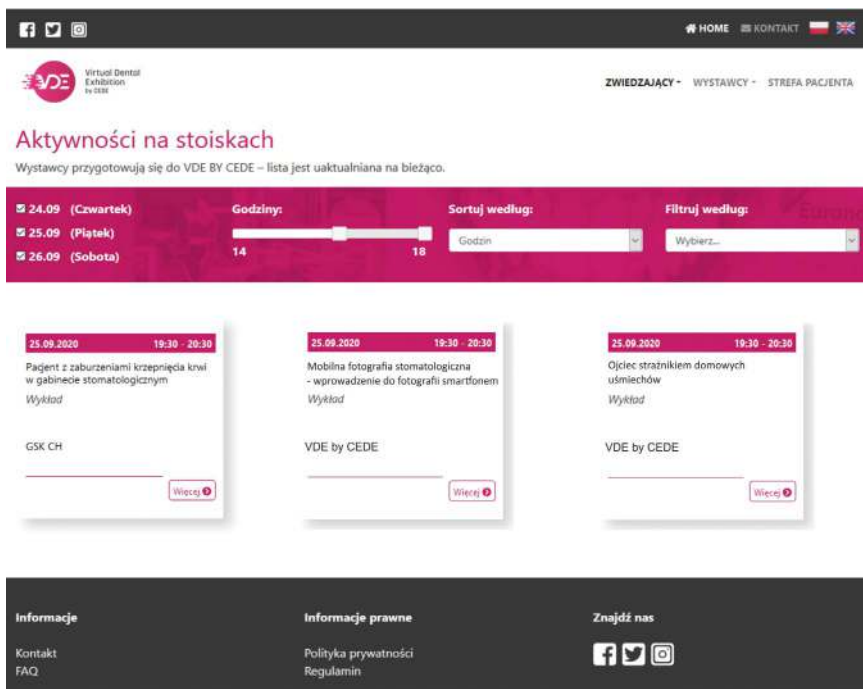 HOME KONTAKT
VDE
Virtual Dental
Exhibition
by CEDE
ZWIEDZAJĄCY WYSTAWCY STREFA PACJENTA
Aktywności na stoiskach
Wystawcy przygotowują się do VDE BY CEDE – lista jest uaktualniana na bieżąco.
24.09 (Czwartek)
25.09 (Piątek)
26.09 (Sobota)
Godziny:
14 18
Sortuj według:
Godzin
Filtruj według:
Wybierz...
25.09.2020 19:30 - 20:30
Pacjent z zaburzeniami krzepnięcia krwi
w gabinecie stomatologicznym
Wykład
GSK CH
Więcej
25.09.2020 19:30 - 20:30
Mobilna fotografia stomatologiczna
- wprowadzenie do fotografii smartfonem
Wykład
VDE by CEDE
Więcej
25.09.2020 19:30 - 20:30
Ojciec strażnikiem domowych
uśmiechów
Wykład
VDE by CEDE
Więcej
Informacje
Kontakt
FAQ
Informacje prawne
Polityka prywatności
Regulamin
Znajdź nas